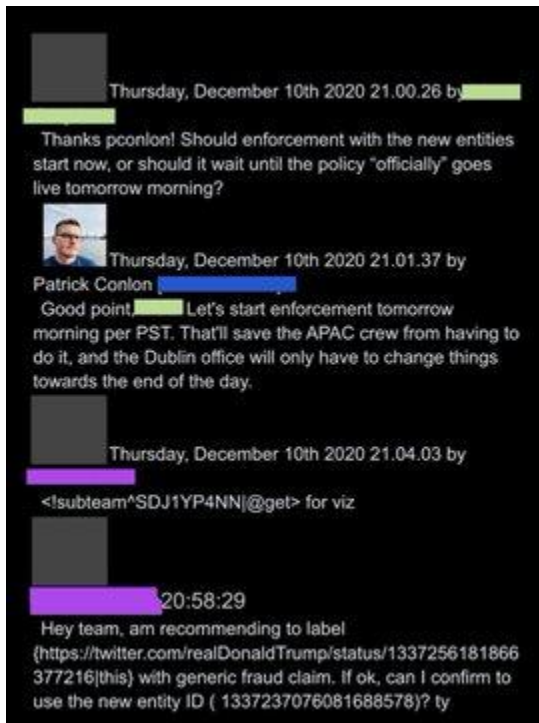 Thursday, December 10th 2020 21.00.26 by
Thanks pconlon! Should enforcement with the new entities
start now, or should it wait until the policy “officially” goes
live tomorrow morning?
Thursday, December 10th 2020 21.01.37 by
Patrick Conlon
Good point, Let's start enforcement tomorrow
morning per PST. That'll save the APAC crew from having to
do it, and the Dublin office will only have to change things
towards the end of the day.
Thursday, December 10th 2020 21.04.03 by
<!subteam^SDJ1YP4NN|@get> for viz
20:58:29
Hey team, am recommending to label
{https://twitter.com/realDonaldTrump/status/1337256181866
377216|this} with generic fraud claim. If ok, can I confirm to
use the new entity ID ( 1337237076081688578)? ty